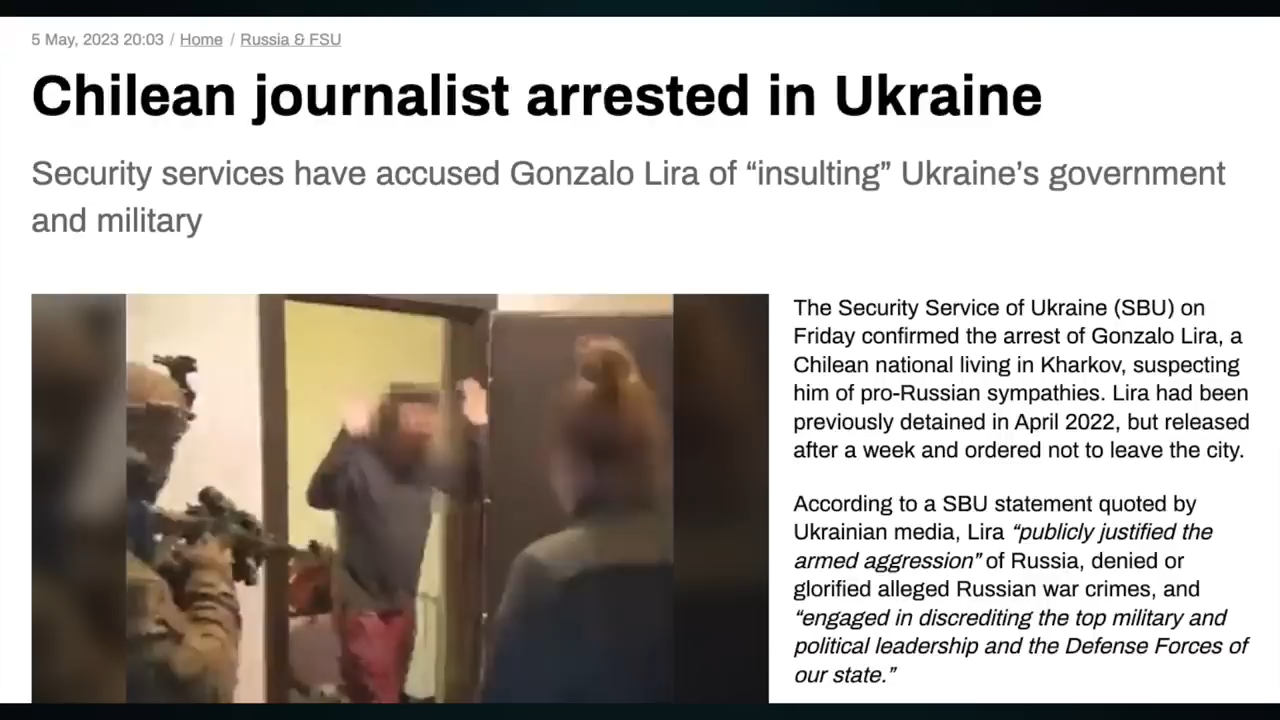 5 May, 2023 20:03 / Home / Russia & FSU
Chilean journalist arrested in Ukraine
Security services have accused Gonzalo Lira of “insulting” Ukraine’s government
and military
The Security Service of Ukraine (SBU) on
Friday confirmed the arrest of Gonzalo Lira, a
Chilean national living in Kharkov, suspecting
him of pro-Russian sympathies. Lira had been
previously detained in April 2022, but released
after a week and ordered not to leave the city.
According to a SBU statement quoted by
Ukrainian media, Lira “publicly justified the
armed aggression” of Russia, denied or
glorified alleged Russian war crimes, and
“engaged in discrediting the top military and
political leadership and the Defense Forces of
our state.”